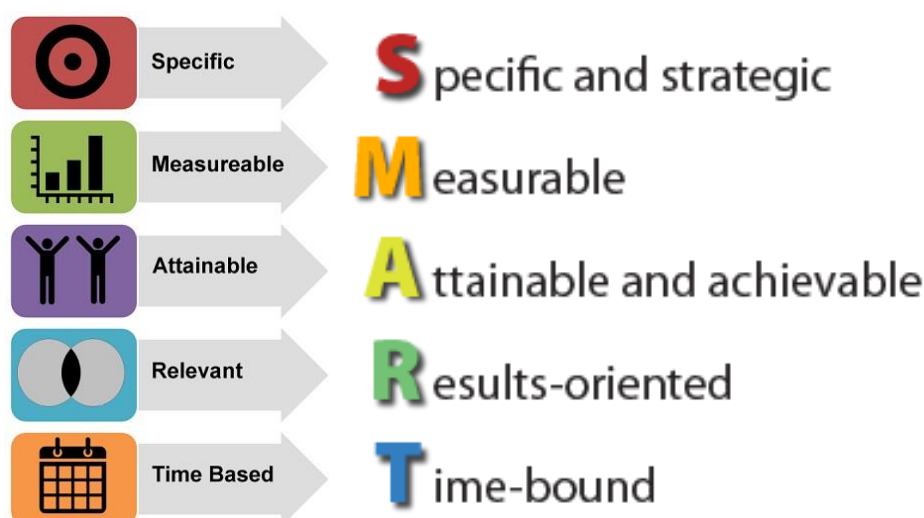 Specific
Specific and strategic
Measureable
Measurable
Attainable
Attainable and achievable
Relevant
Results-oriented
Time Based
Time-bound